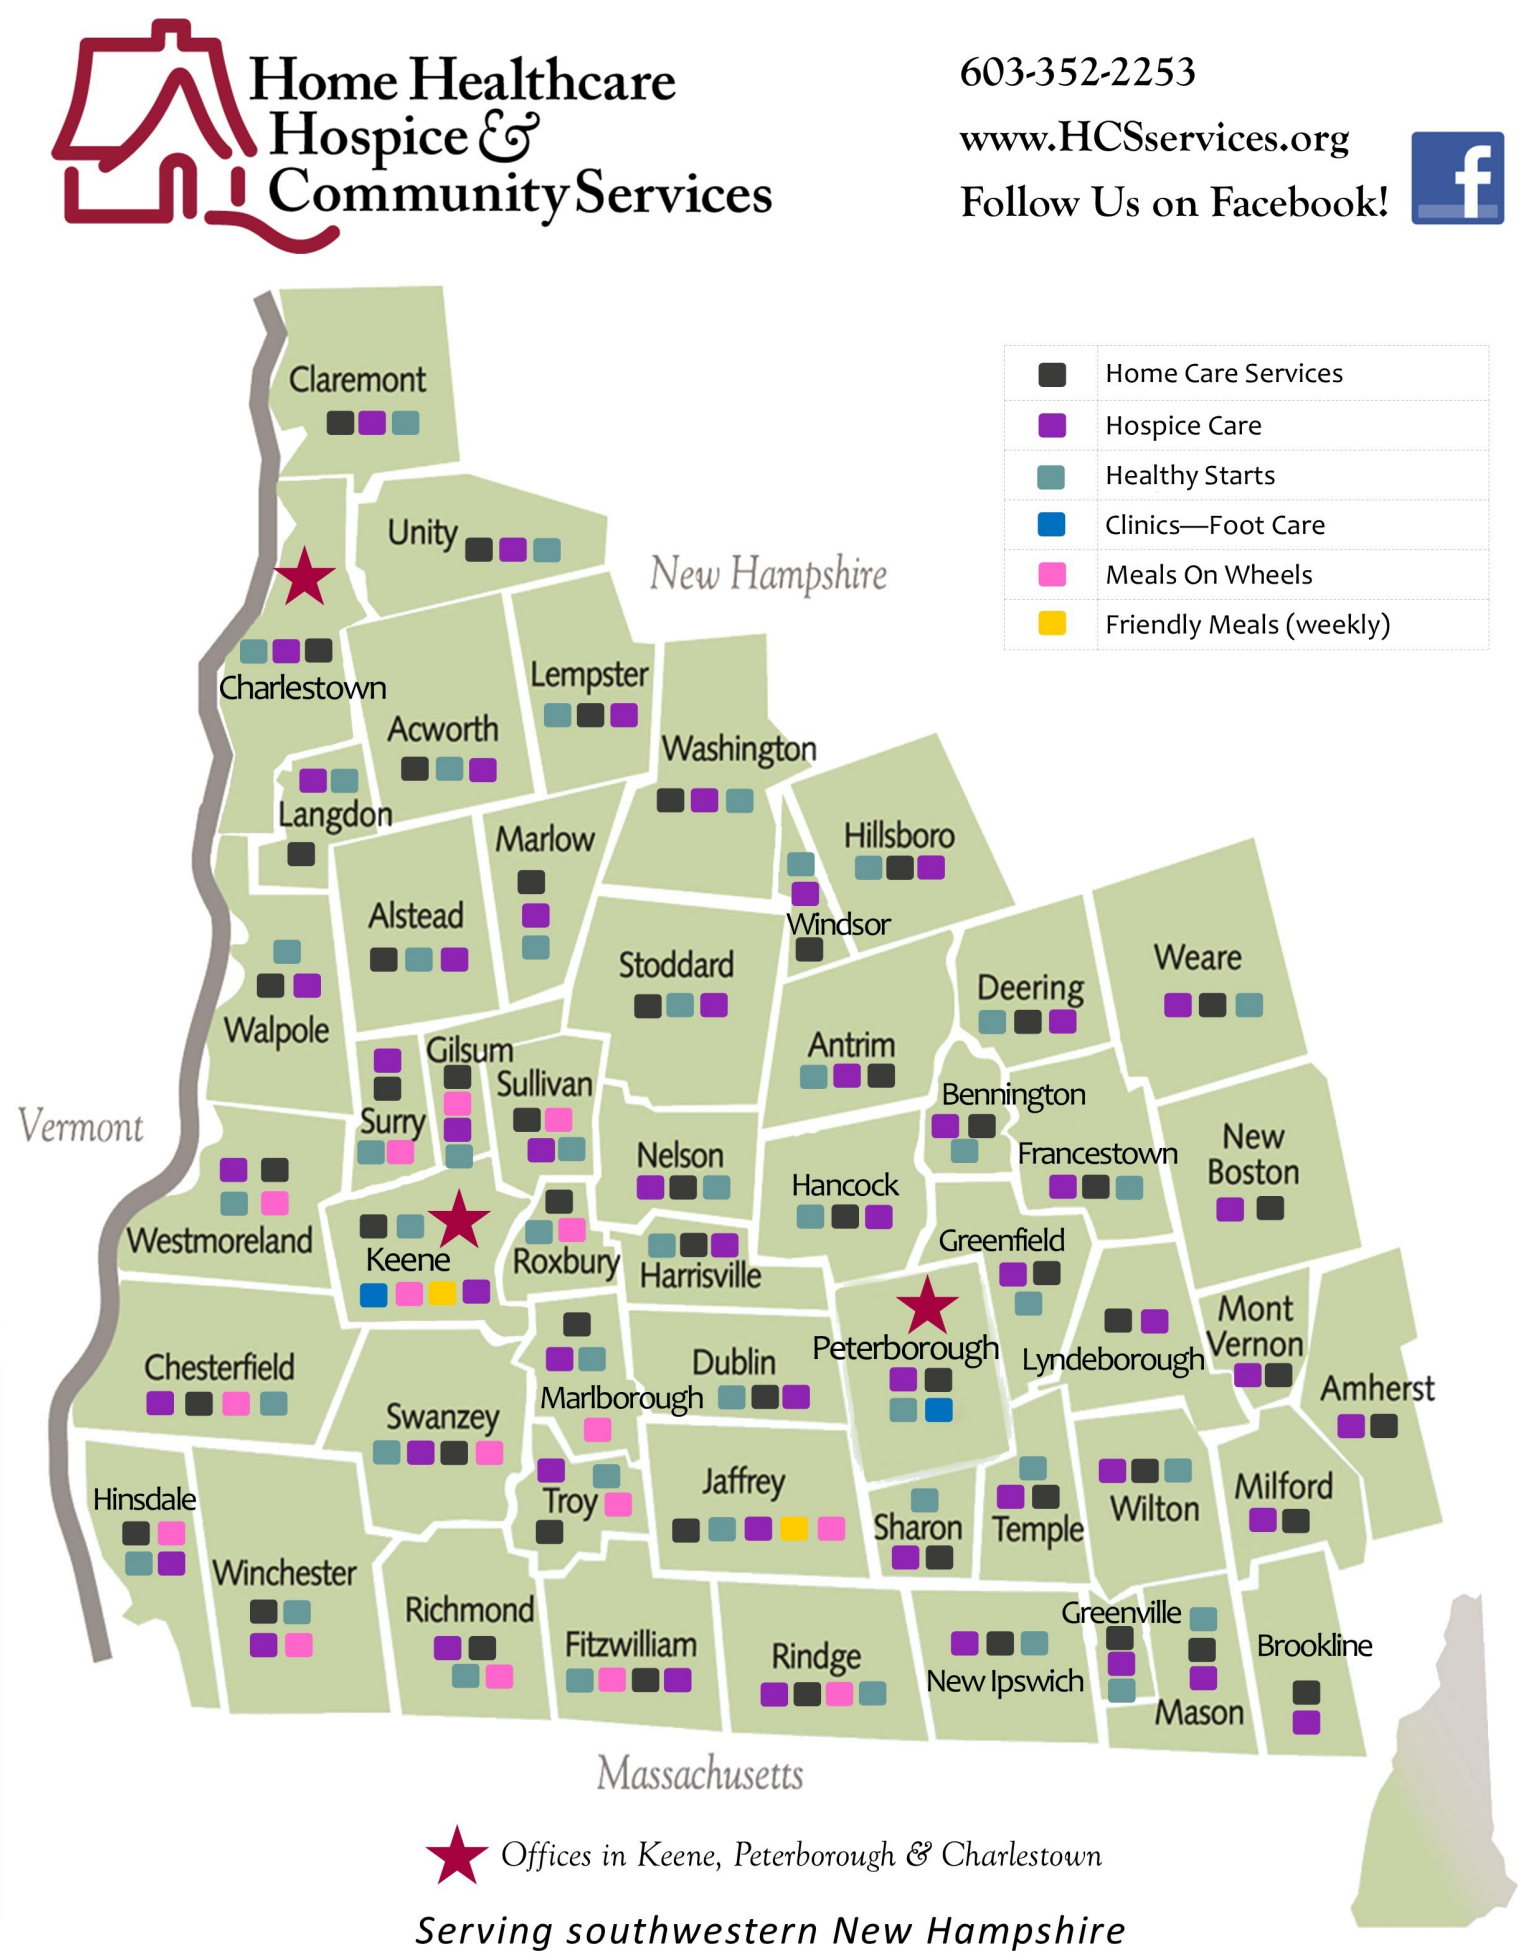 Home Healthcare
Hospice &
Community Services
603-352-2253
www.HCSservices.org
Follow Us on Facebook!
f
Home Care Services
Hospice Care
Healthy Starts
Clinics—Foot Care
Meals On Wheels
Friendly Meals (weekly)
Claremont
Unity
New Hampshire
Charlestown
Lempster
Acworth
Washington
Langdon
Marlow
Hillsboro
Alstead
Windsor
Stoddard
Weare
Deering
Walpole
Antrim
Gilsum
Sullivan
Bennington
Vermont
Surry
Nelson
Francestown
New
Boston
Hancock
Westmoreland
Keene
Roxbury
Harrisville
Greenfield
Mont
Vernon
Chesterfield
Dublin
Peterborough
Lyndeborough
Amherst
Marlborough
Swanzey
Jaffrey
Hinsdale
Troy
Sharon
Temple
Wilton
Milford
Winchester
Richmond
Fitzwilliam
Rindge
New Ipswich
Greenville
Brookline
Mason
Massachusetts
Offices in Keene, Peterborough & Charlestown
Serving southwestern New Hampshire